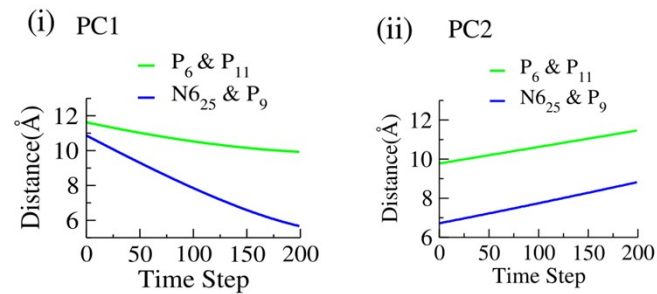 (i) PC1
P6 & P11
N625 & P9
Distance(Å)
12
10
8
6
0 50 100 150 200
Time Step
(ii) PC2
P6 & P11
N625 & P9
Distance(Å)
12
10
8
6
0 50 100 150 200
Time Step